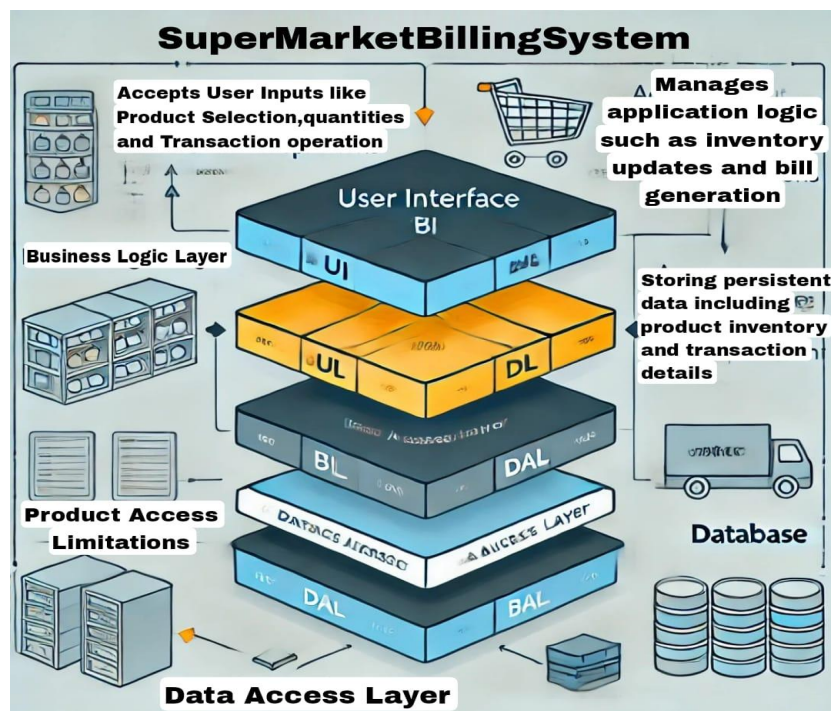 SuperMarketBillingSystem
Accepts User Inputs like
Product Selection,quantities
and Transaction operation
Manages
application logic
such as inventory
updates and bill
generation
User Interface
BI
UI
Business Logic Layer
Storing persistent
data including
product inventory
and transaction
details
UL
DL
BL
DAL
Product Access
Limitations
LAYER
Database
DAL
BAL
Data Access Layer